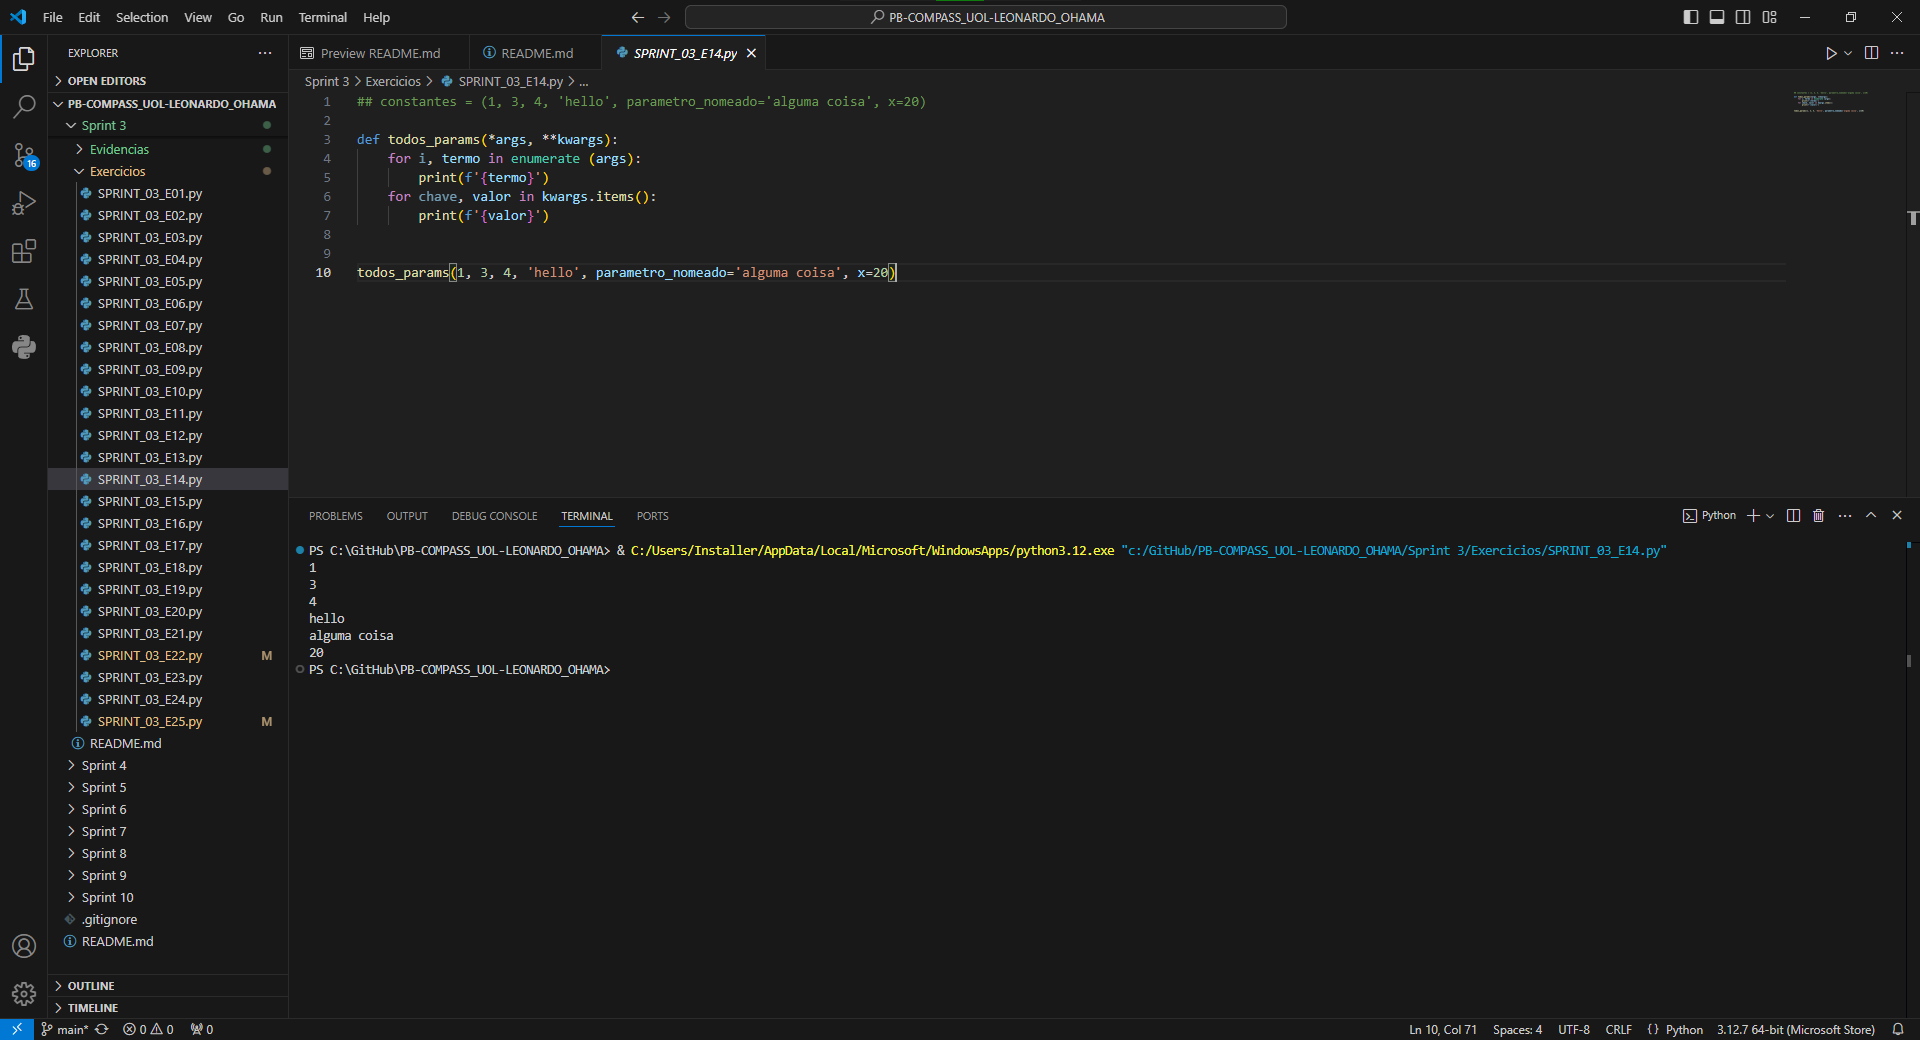 File Edit Selection View Go Run Terminal Help
PB-COMPASS_UOL-LEONARDO_OHAMA
EXPLORER
OPEN EDITORS
PB-COMPASS_UOL-LEONARDO_OHAMA
Sprint 3
Evidencias
Exercicios
SPRINT_03_E01.py
SPRINT_03_E02.py
SPRINT_03_E03.py
SPRINT_03_E04.py
SPRINT_03_E05.py
SPRINT_03_E06.py
SPRINT_03_E07.py
SPRINT_03_E08.py
SPRINT_03_E09.py
SPRINT_03_E10.py
SPRINT_03_E11.py
SPRINT_03_E12.py
SPRINT_03_E13.py
SPRINT_03_E14.py
SPRINT_03_E15.py
SPRINT_03_E16.py
SPRINT_03_E17.py
SPRINT_03_E18.py
SPRINT_03_E19.py
SPRINT_03_E20.py
SPRINT_03_E21.py
SPRINT_03_E22.py M
SPRINT_03_E23.py
SPRINT_03_E24.py
SPRINT_03_E25.py M
README.md
Sprint 4
Sprint 5
Sprint 6
Sprint 7
Sprint 8
Sprint 9
Sprint 10
.gitignore
README.md
OUTLINE
TIMELINE
16
Preview README.md README.md SPRINT_03_E14.py
Sprint 3 > Exercicios > SPRINT_03_E14.py > ...
1 ## constantes = (1, 3, 4, 'hello', parametro_nomeado='alguma coisa', x=20)
2
3 def todos_params(*args, **kwargs):
4     for i, termo in enumerate (args):
5         print(f'{termo}')
6     for chave, valor in kwargs.items():
7         print(f'{valor}')
8
9
10 todos_params(1, 3, 4, 'hello', parametro_nomeado='alguma coisa', x=20)
PROBLEMS OUTPUT DEBUG CONSOLE TERMINAL PORTS
Python
PS C:\GitHub\PB-COMPASS_UOL-LEONARDO_OHAMA> & C:/Users/Installer/AppData/Local/Microsoft/WindowsApps/python3.12.exe "c:/GitHub/PB-COMPASS_UOL-LEONARDO_OHAMA/Sprint 3/Exercicios/SPRINT_03_E14.py"
1
3
4
hello
alguma coisa
20
PS C:\GitHub\PB-COMPASS_UOL-LEONARDO_OHAMA>
main* 0 0 0
Ln 10, Col 71 Spaces: 4 UTF-8 CRLF {} Python 3.12.7 64-bit (Microsoft Store)